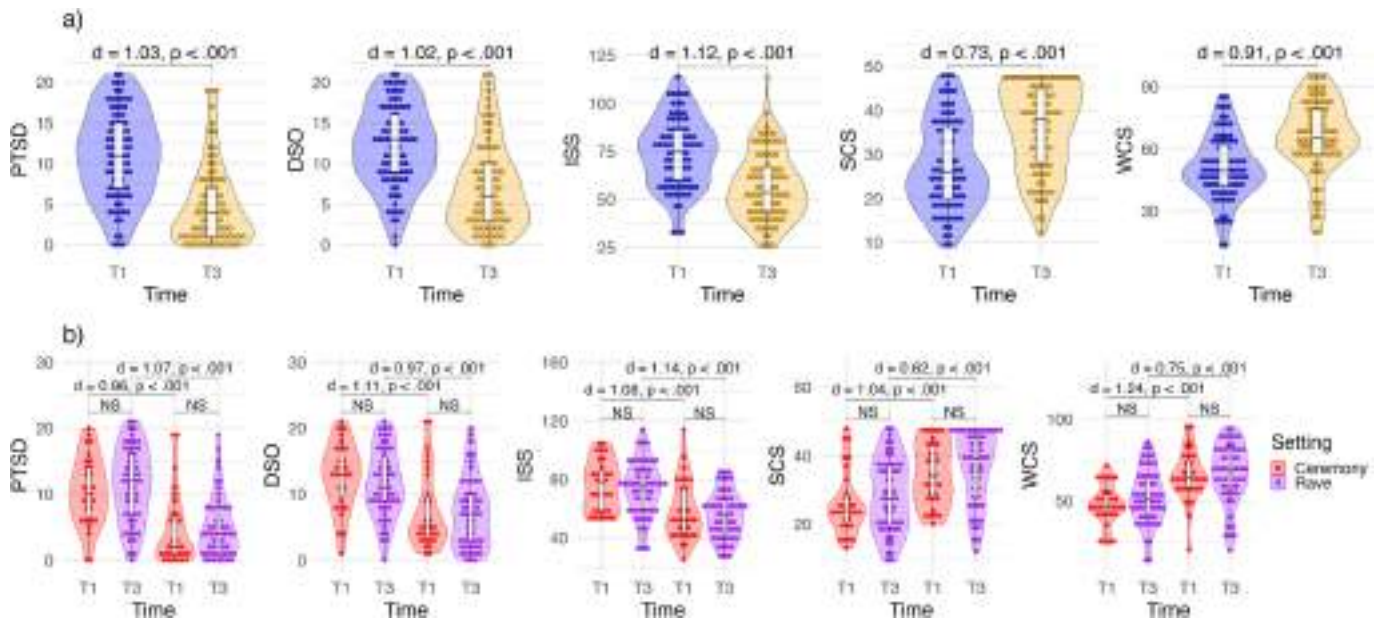 a)
d = 1.03, p < .001
PTSD
20
15
10
5
0
T1 T3
Time
d = 1.02, p < .001
DSO
20
15
10
5
0
T1 T3
Time
d = 1.12, p < .001
ISS
125
100
75
50
25
T1 T3
Time
d = 0.73, p < .001
SCS
50
40
30
20
10
T1 T3
Time
d = 0.91, p < .001
WCS
90
60
30
T1 T3
Time
b)
d = 1.07, p < .001
d = 0.96, p < .001
NS NS
PTSD
30
20
10
0
T1 T3 T1 T3
Time
d = 0.97, p < .001
d = 1.11, p < .001
NS NS
DSO
30
20
10
0
T1 T3 T1 T3
Time
d = 1.14, p < .001
d = 1.08, p < .001
NS NS
ISS
160
120
80
40
T1 T3 T1 T3
Time
d = 0.62, p < .001
d = 1.04, p < .001
NS NS
SCS
60
40
20
T1 T3 T1 T3
Time
d = 0.75, p < .001
d = 1.24, p < .001
NS NS
WCS
100
50
T1 T3 T1 T3
Time
Setting
Ceremony
Rave